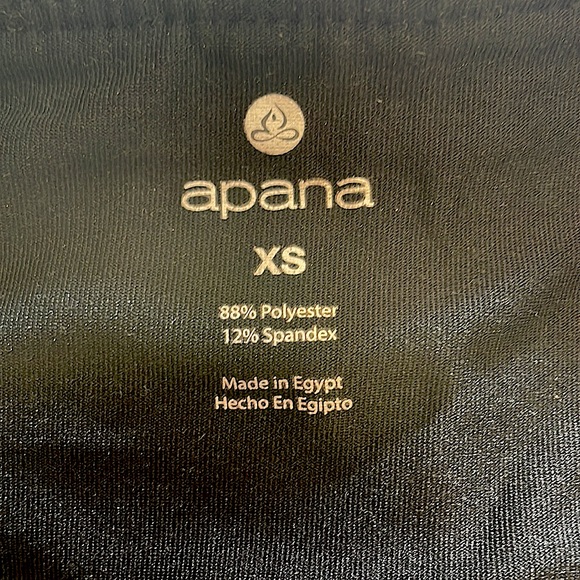 apana
XS
88% Polyester
12% Spandex
Made in Egypt
Hecho En Egipto